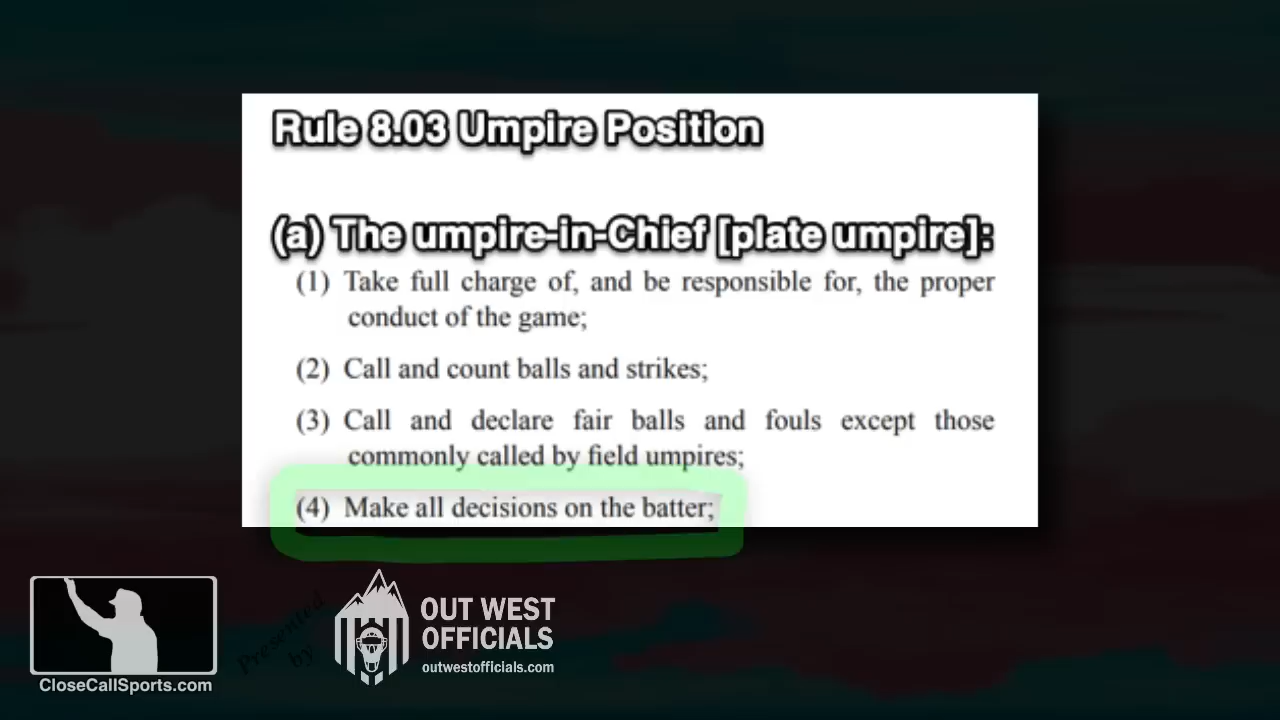 Rule 8.03 Umpire Position
(a) The umpire-in-Chief [plate umpire]:
(1) Take full charge of, and be responsible for, the proper
conduct of the game;
(2) Call and count balls and strikes;
(3) Call and declare fair balls and fouls except those
commonly called by field umpires;
(4) Make all decisions on the batter;
CloseCallSports.com
Presented
by
OUT WEST
OFFICIALS
outwestofficials.com